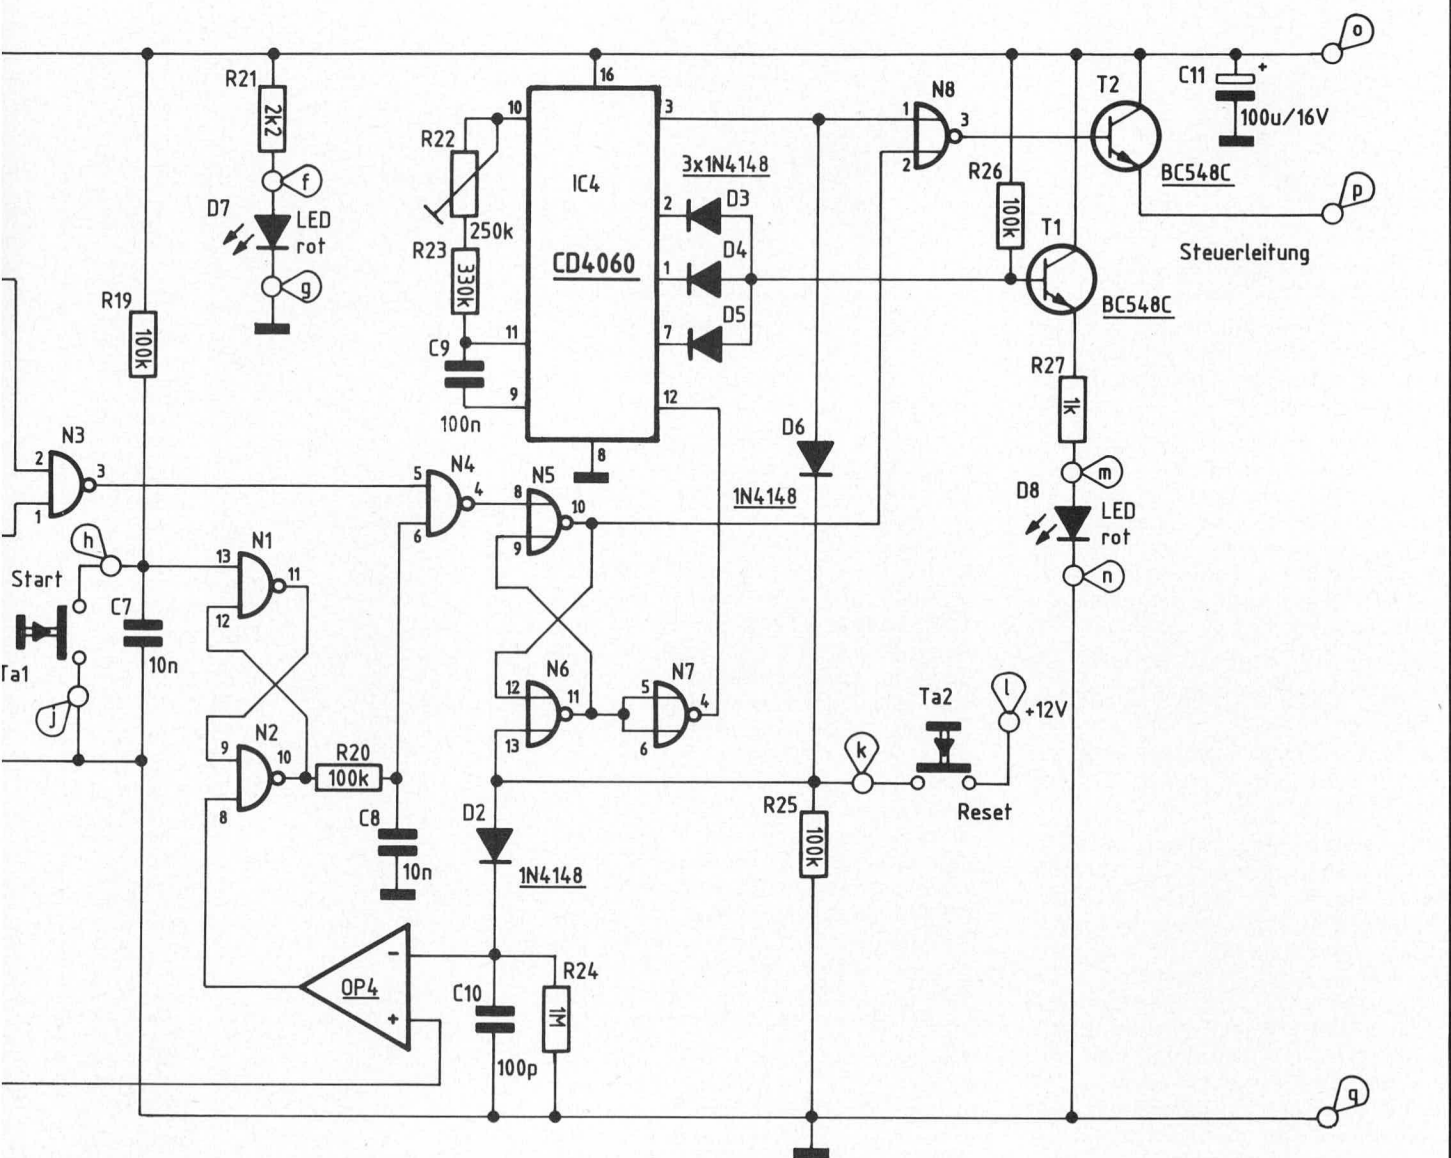 o
R21
2k2
16
10
3
R22
IC4
3x1N4148
N8
1
3
2
T2
C11
+
100u/16V
BC548C
p
Steuerleitung
f
D7
LED
rot
g
250k
R23
330k
CD4060
2
D3
1
D4
7
D5
R26
100k
T1
BC548C
R19
100k
11
C9
9
100n
12
8
R27
1k
m
D6
1N4148
D8
LED
rot
n
N3
2
3
1
N4
5
4
6
N5
8
10
9
h
Start
Ta1
j
C7
10n
N1
13
11
12
N6
12
11
13
N7
5
4
6
N2
9
10
8
R20
100k
C8
10n
D2
1N4148
k
Ta2
l
+12V
Reset
R25
100k
OP4
-
+
C10
100p
R24
1M
q